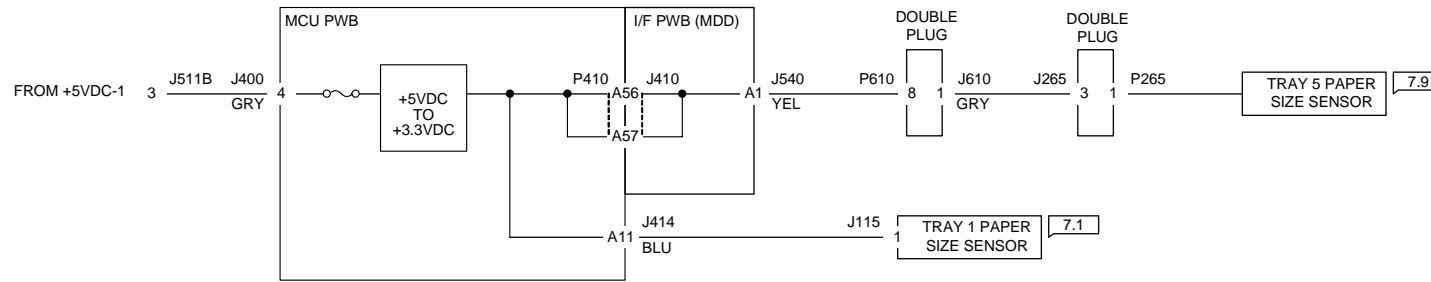 MCU PWB
I/F PWB (MDD)
DOUBLE
PLUG
DOUBLE
PLUG
FROM +5VDC-1 3 J511B J400 4
GRY
+5VDC
TO
+3.3VDC
P410 A56 J410
A57
A1 J540
YEL
P610 8 1 J610
GRY
J265 3 1 P265
TRAY 5 PAPER
SIZE SENSOR
7.9
A11 J414
BLU
J115 1
TRAY 1 PAPER
SIZE SENSOR
7.1